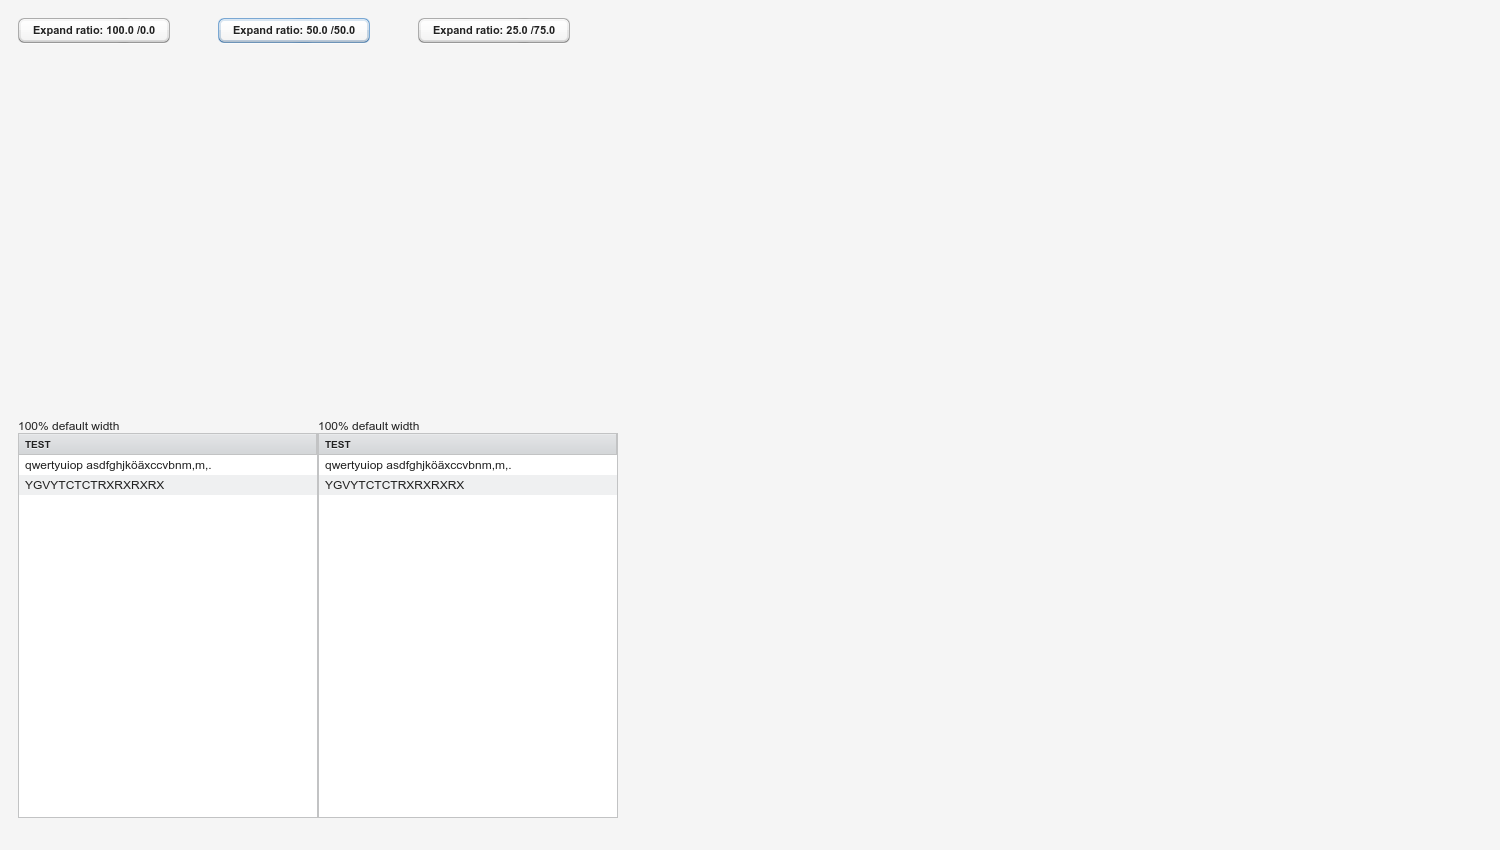 Expand ratio: 100.0 /0.0 Expand ratio: 50.0 /50.0 Expand ratio: 25.0 /75.0
100% default width 100% default width
TEST TEST
qwertyuiop asdfghjköäxccvbnm,m,. qwertyuiop asdfghjköäxccvbnm,m,.
YGVYTCTCTRXRXRXRX YGVYTCTCTRXRXRXRX